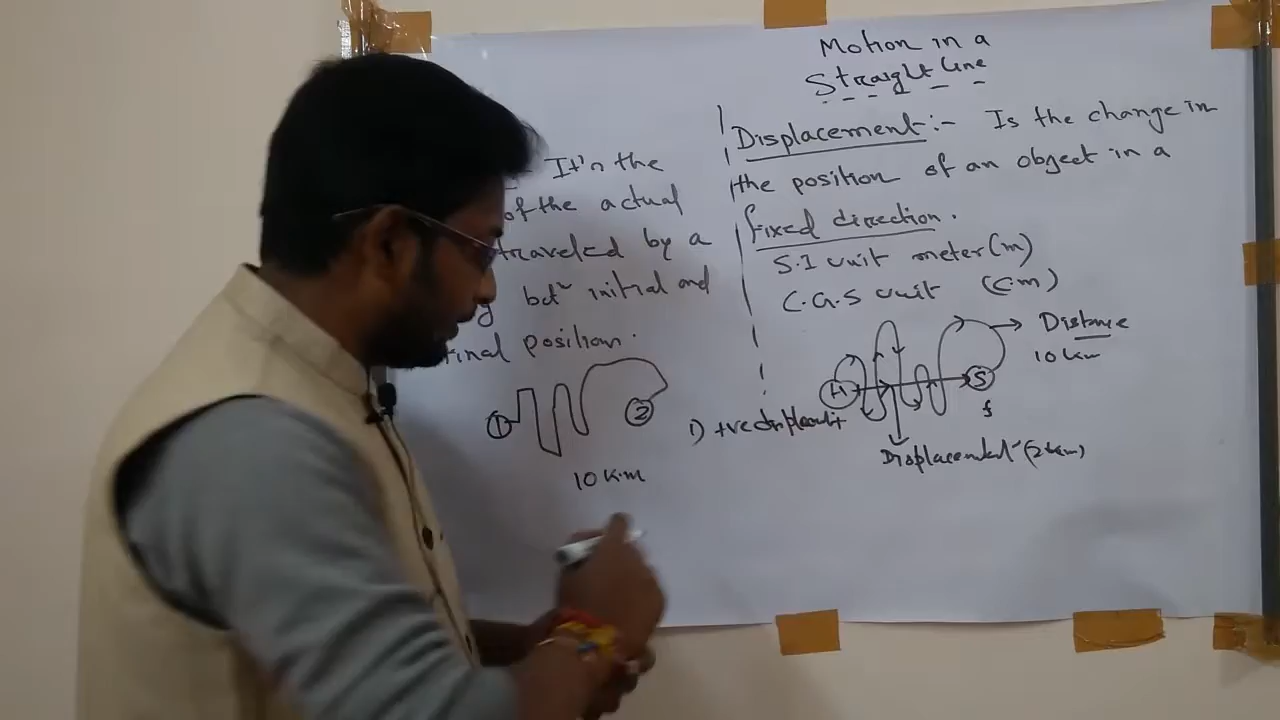 Motion in a
Straight line
It's the
of the actual
traveled by a
betⁿ initial and
final position.
① ②
10 K.m
Displacement:- Is the change in
the position of an object in a
fixed direction.
S.I unit meter(m)
C.G.S unit (C.m)
Distance
10 Km
H S
f
1) +ve displacement
Displacement (2 km)